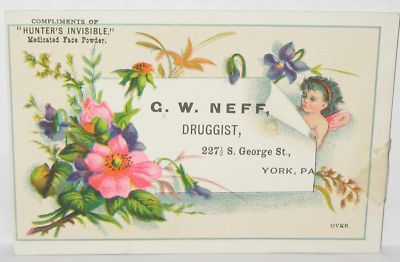 COMPLIMENTS OF
"HUNTER'S INVISIBLE,"
Medicated Face Powder.
G. W. NEFF,
DRUGGIST,
227½ S. George St.,
YORK, PA
OVER